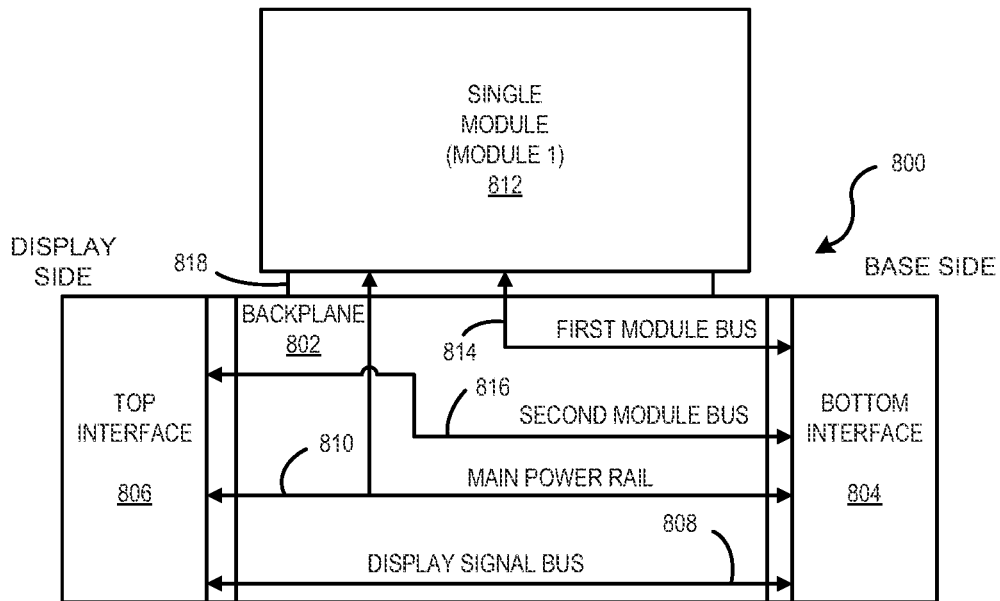 SINGLE
MODULE
(MODULE 1)
812
800
DISPLAY
SIDE
818
BASE SIDE
BACKPLANE
802
814
FIRST MODULE BUS
816
SECOND MODULE BUS
TOP
INTERFACE
806
BOTTOM
INTERFACE
804
810
MAIN POWER RAIL
808
DISPLAY SIGNAL BUS